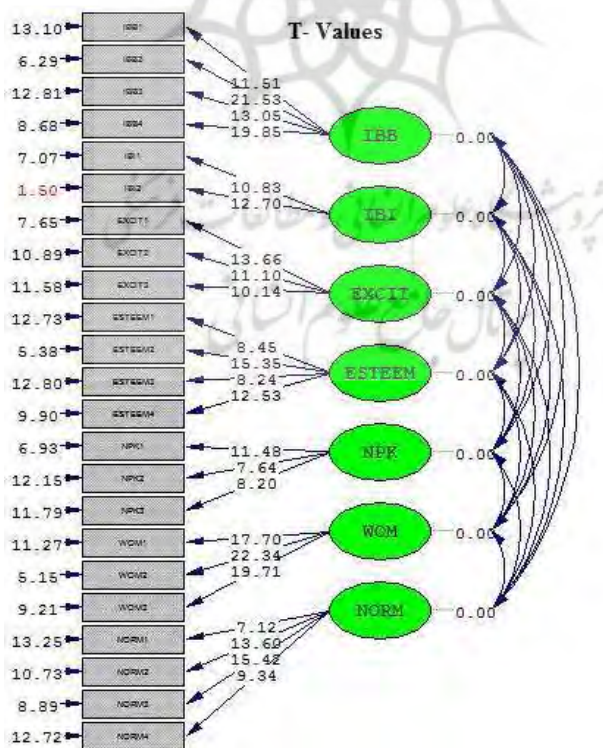 T- Values
13.10 IBB1
6.29 IBB2
12.81 IBB3
8.68 IBB4
7.07 IBI1
1.50 IBI2
7.65 EXCIT1
10.89 EXCIT2
11.58 EXCIT3
12.73 ESTEEM1
5.38 ESTEEM2
12.80 ESTEEM3
9.90 ESTEEM4
6.93 NPK1
12.15 NPK2
11.79 NPK3
11.27 WOM1
5.15 WOM2
9.21 WOM3
13.25 NORM1
10.73 NORM2
8.89 NORM3
12.72 NORM4
11.51
21.53
13.05
19.85
10.83
12.70
13.66
11.10
10.14
8.45
15.35
8.24
12.53
11.48
7.64
8.20
17.70
22.34
19.71
7.12
13.60
15.42
9.34
IBB 0.00
IBI 0.00
EXCIT 0.00
ESTEEM 0.00
NPK 0.00
WOM 0.00
NORM 0.00